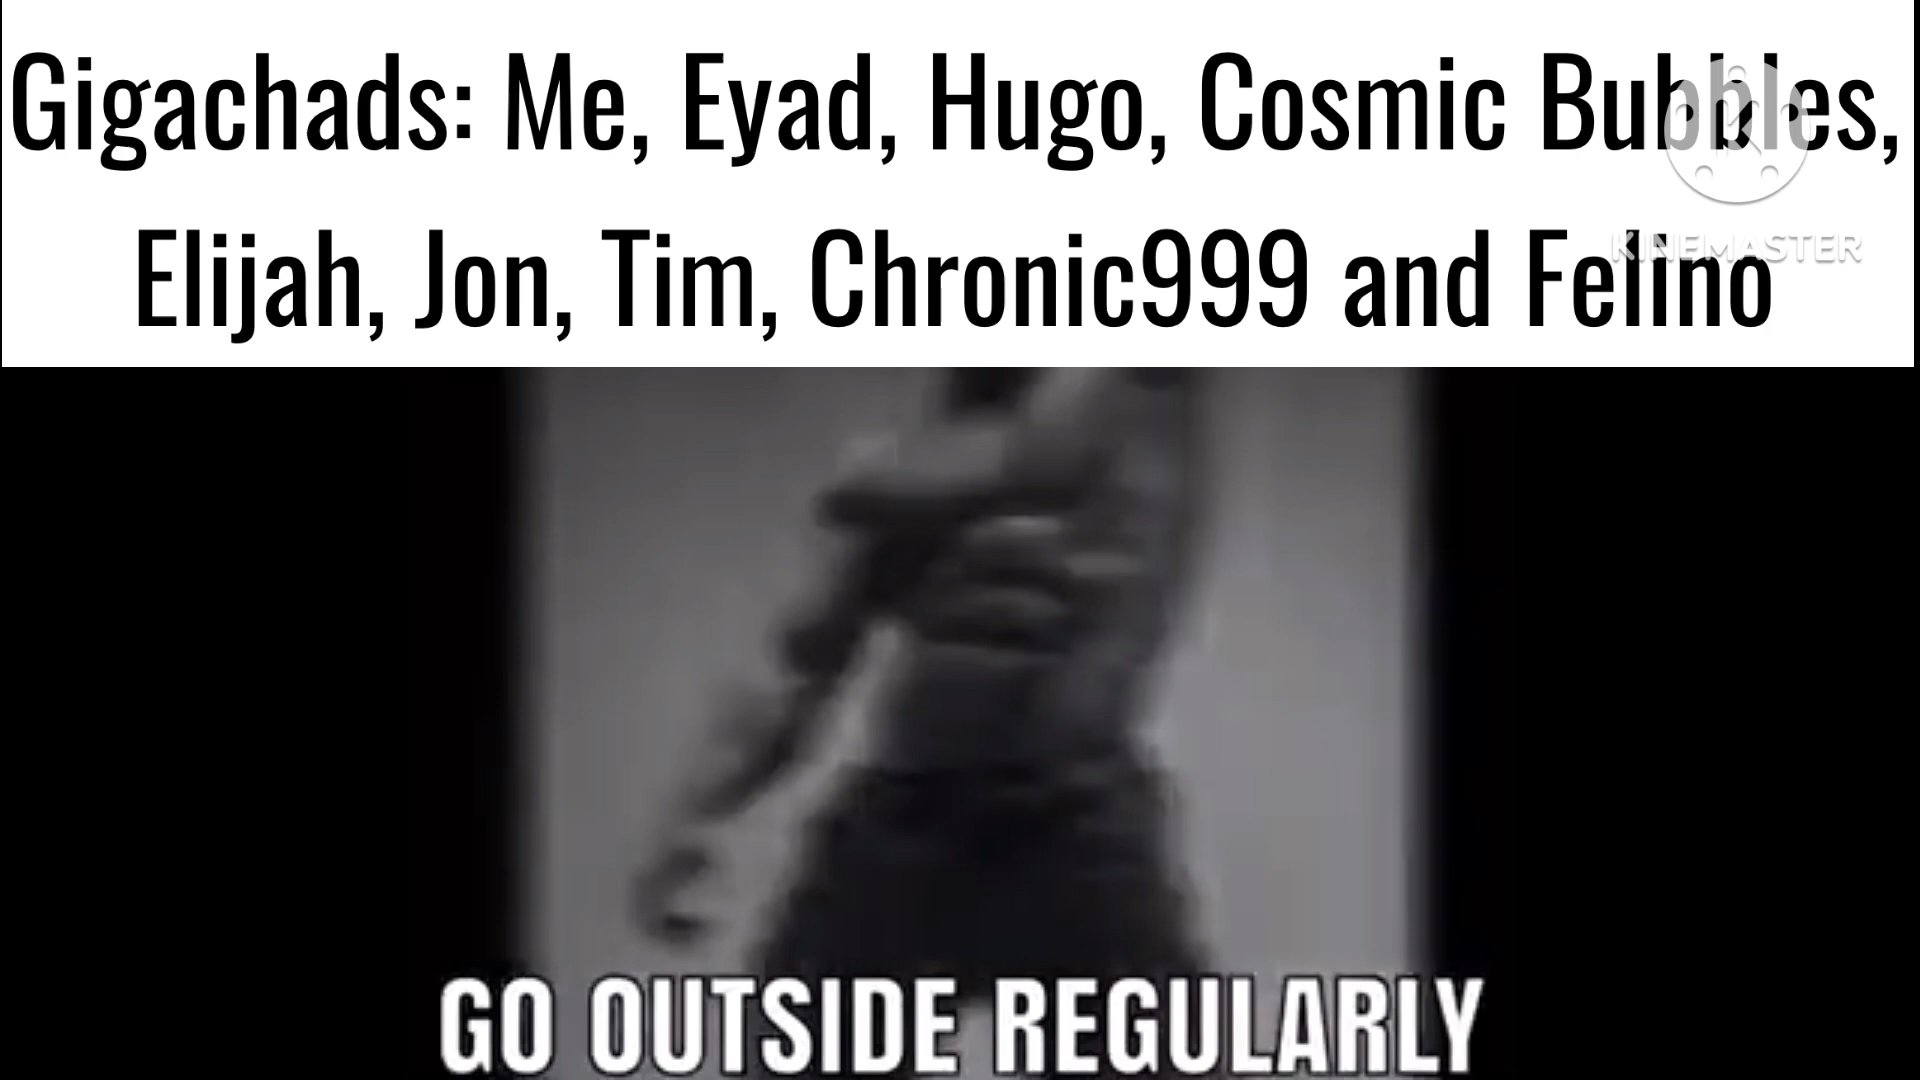 Gigachads: Me, Eyad, Hugo, Cosmic Bubbles,
Elijah, Jon, Tim, Chronic999 and Felino
KINEMASTER
GO OUTSIDE REGULARLY